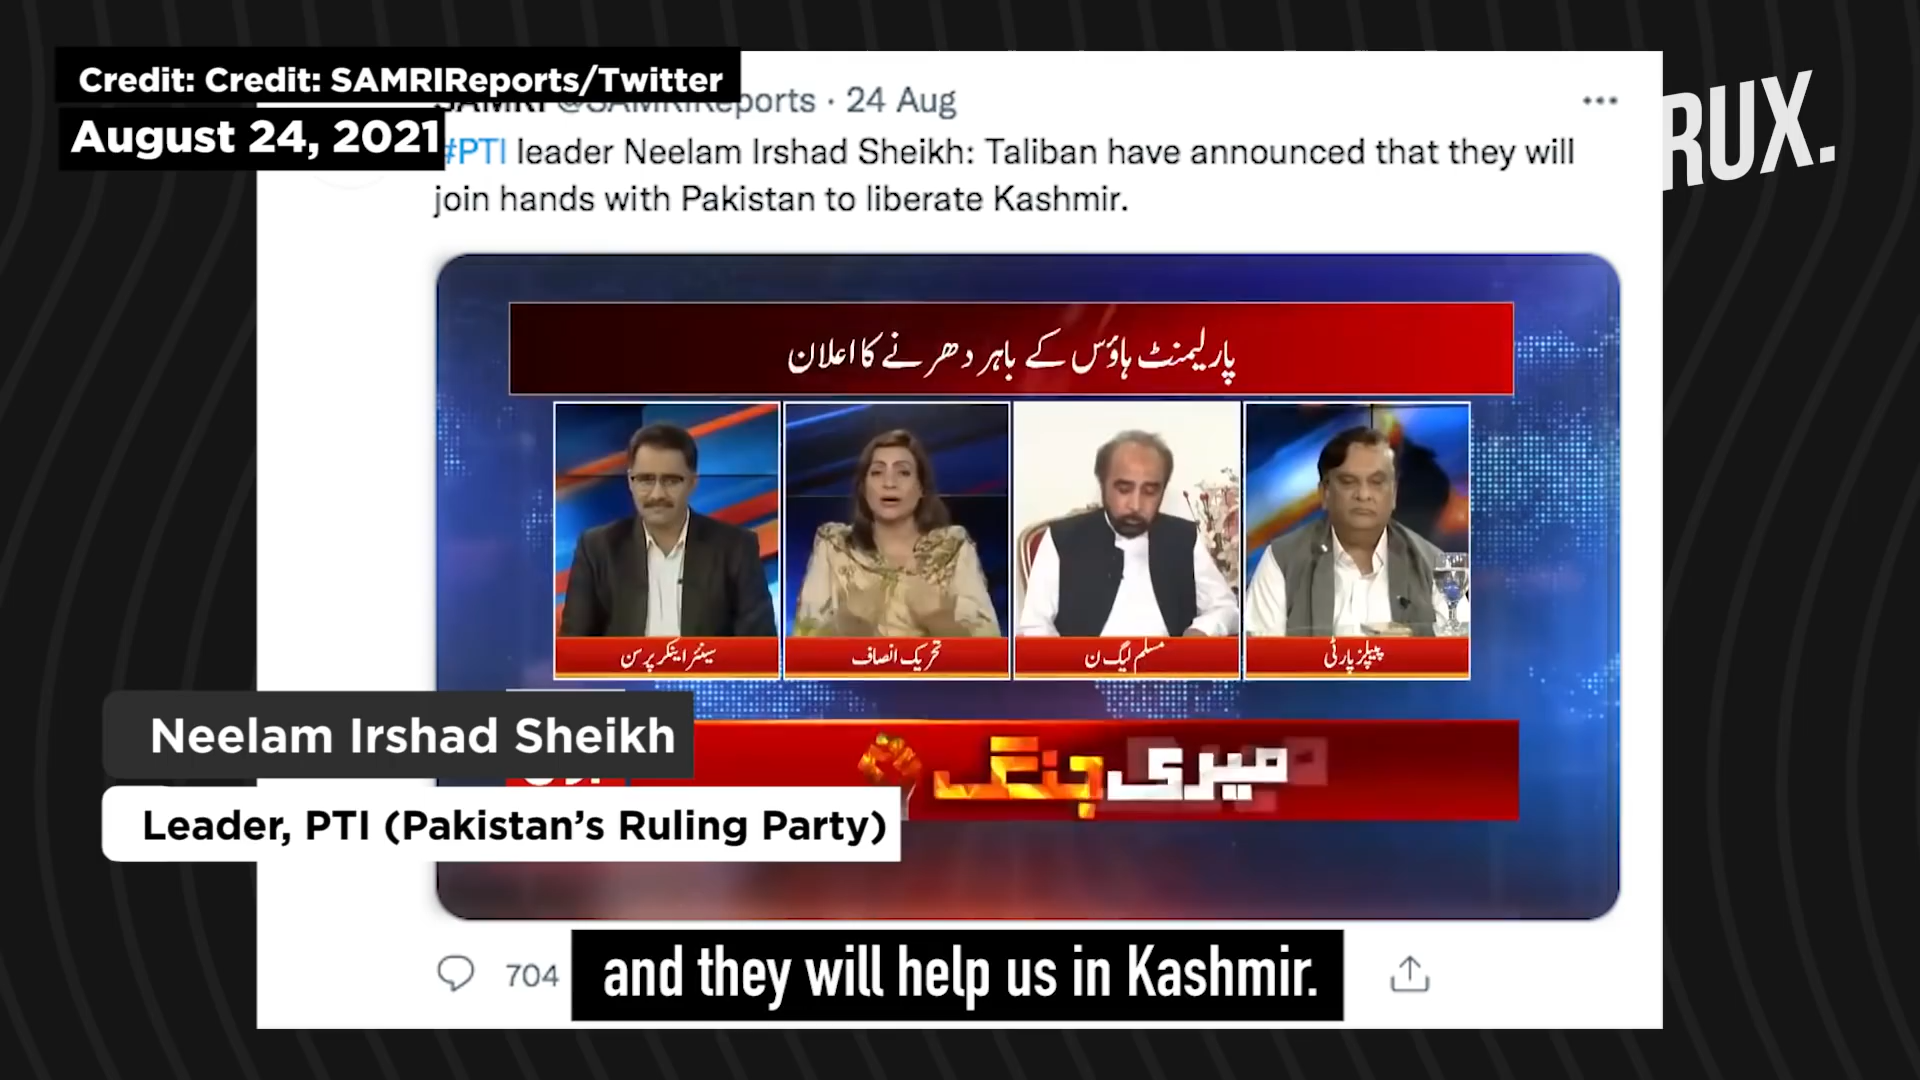 Credit: Credit: SAMRIReports/Twitter
August 24, 2021
SAMRI @SAMRIReports · 24 Aug
#PTI leader Neelam Irshad Sheikh: Taliban have announced that they will
join hands with Pakistan to liberate Kashmir.
RUX.
پارلیمنٹ ہاؤس کے باہر دھرنے کا اعلان
سینئر اینکر پرسن
تحریک انصاف
مسلم لیگ ن
پیپلز پارٹی
Neelam Irshad Sheikh
میری جنگ
Leader, PTI (Pakistan’s Ruling Party)
704
and they will help us in Kashmir.